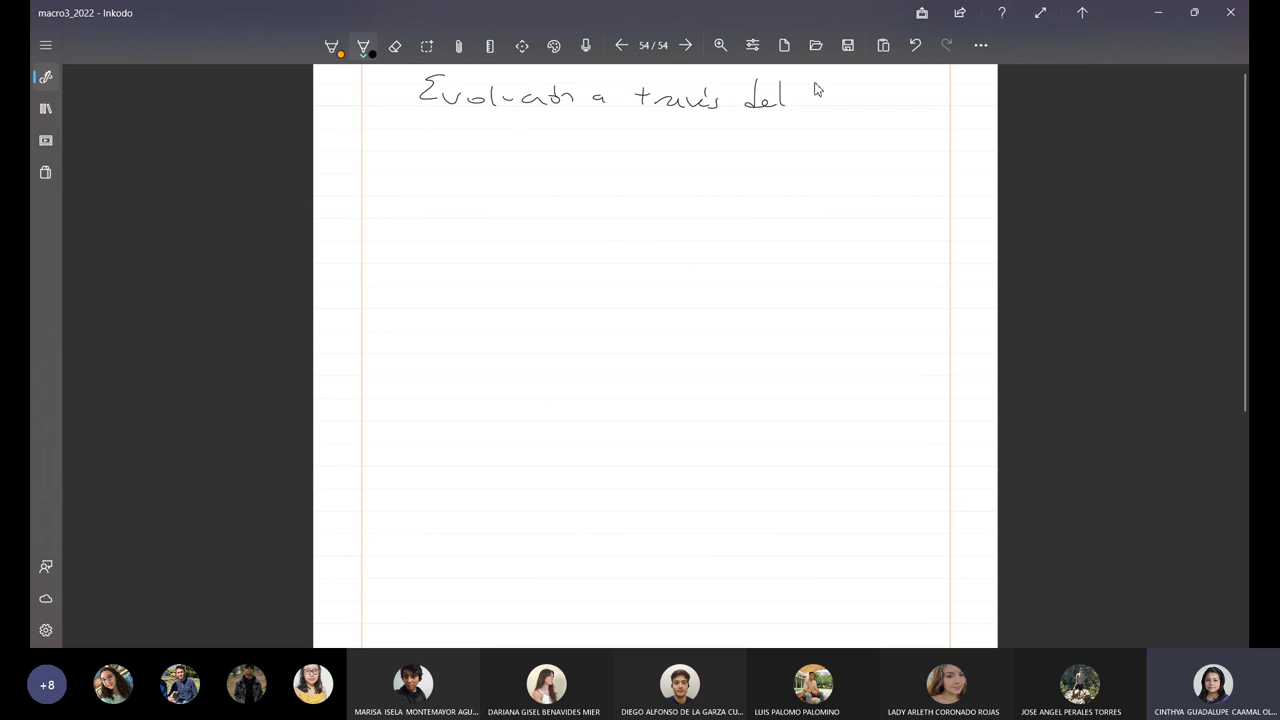 macro3_2022 - Inkodo
54 / 54
Evolución a través del
+8
MARISA ISELA MONTEMAYOR AGU...
DARIANA GISEL BENAVIDES MIER
DIEGO ALFONSO DE LA GARZA CU...
LUIS PALOMO PALOMINO
LADY ARLETH CORONADO ROJAS
JOSE ANGEL PERALES TORRES
CINTHYA GUADALUPE CAAMAL OL...